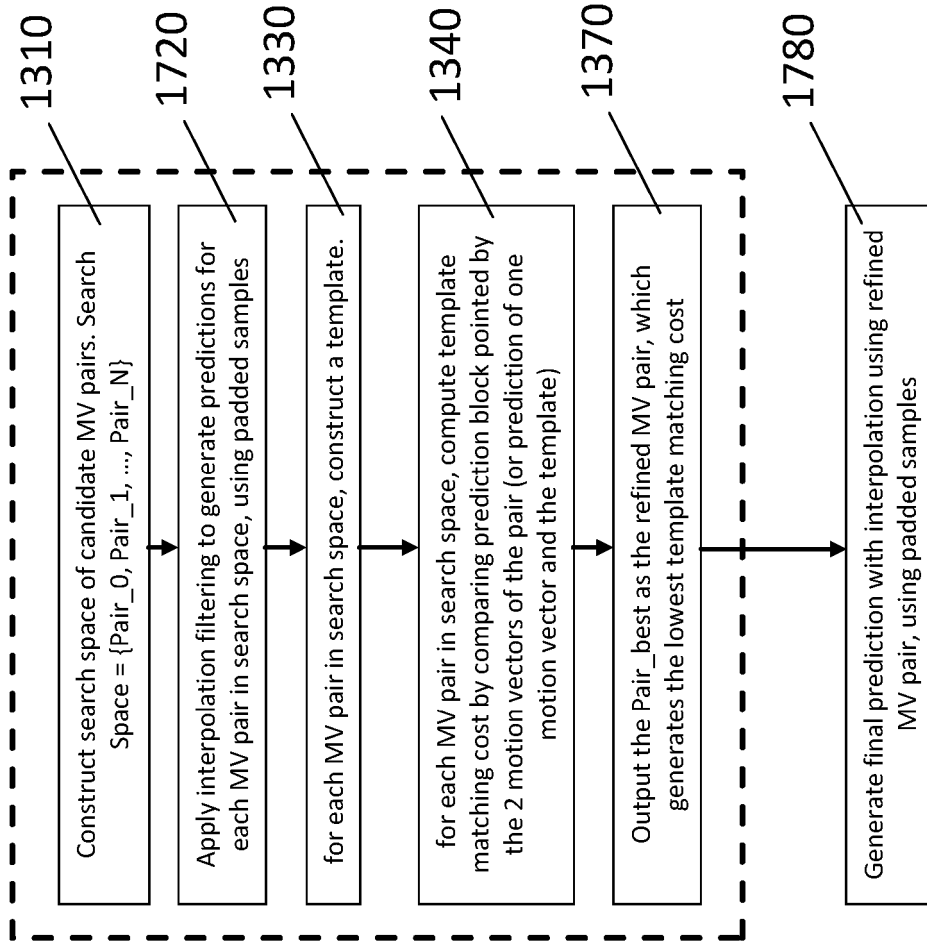 1310
Construct search space of candidate MV pairs. Search
Space = {Pair_0, Pair_1, ..., Pair_N}
1720
Apply interpolation filtering to generate predictions for
each MV pair in search space, using padded samples
1330
for each MV pair in search space, construct a template.
1340
for each MV pair in search space, compute template
matching cost by comparing prediction block pointed by
the 2 motion vectors of the pair (or prediction of one
motion vector and the template)
1370
Output the Pair_best as the refined MV pair, which
generates the lowest template matching cost
1780
Generate final prediction with interpolation using refined
MV pair, using padded samples